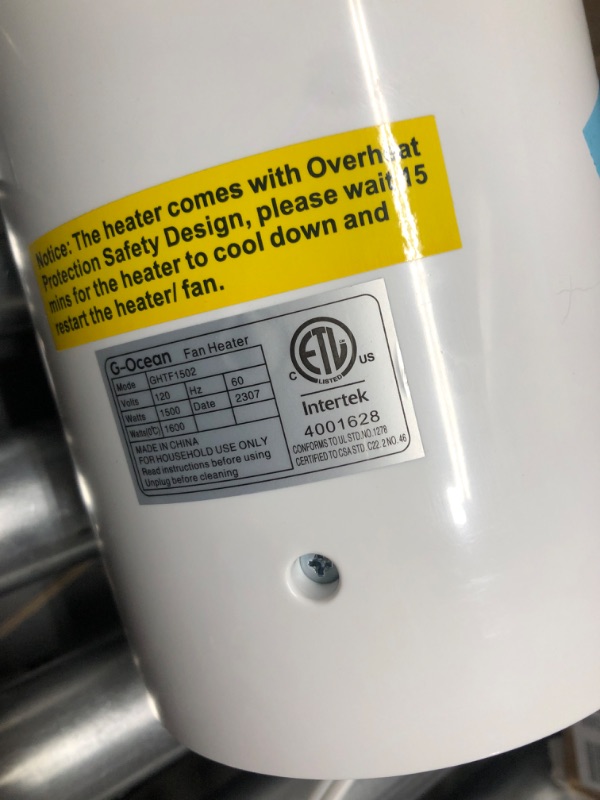 Notice: The heater comes with Overheat
Protection Safety Design, please wait 15
mins for the heater to cool down and
restart the heater/ fan.
G-Ocean Fan Heater
Mode GHTF1502
Volts 120 Hz 60
Watts 1500 Date 2307
Watts(0℃) 1600
MADE IN CHINA
FOR HOUSEHOLD USE ONLY
Read instructions before using
Unplug before cleaning
ETL
LISTED
C US
Intertek
4001628
CONFORMS TO UL STD.NO.1278
CERTIFIED TO CSA STD. C22.2 NO.46